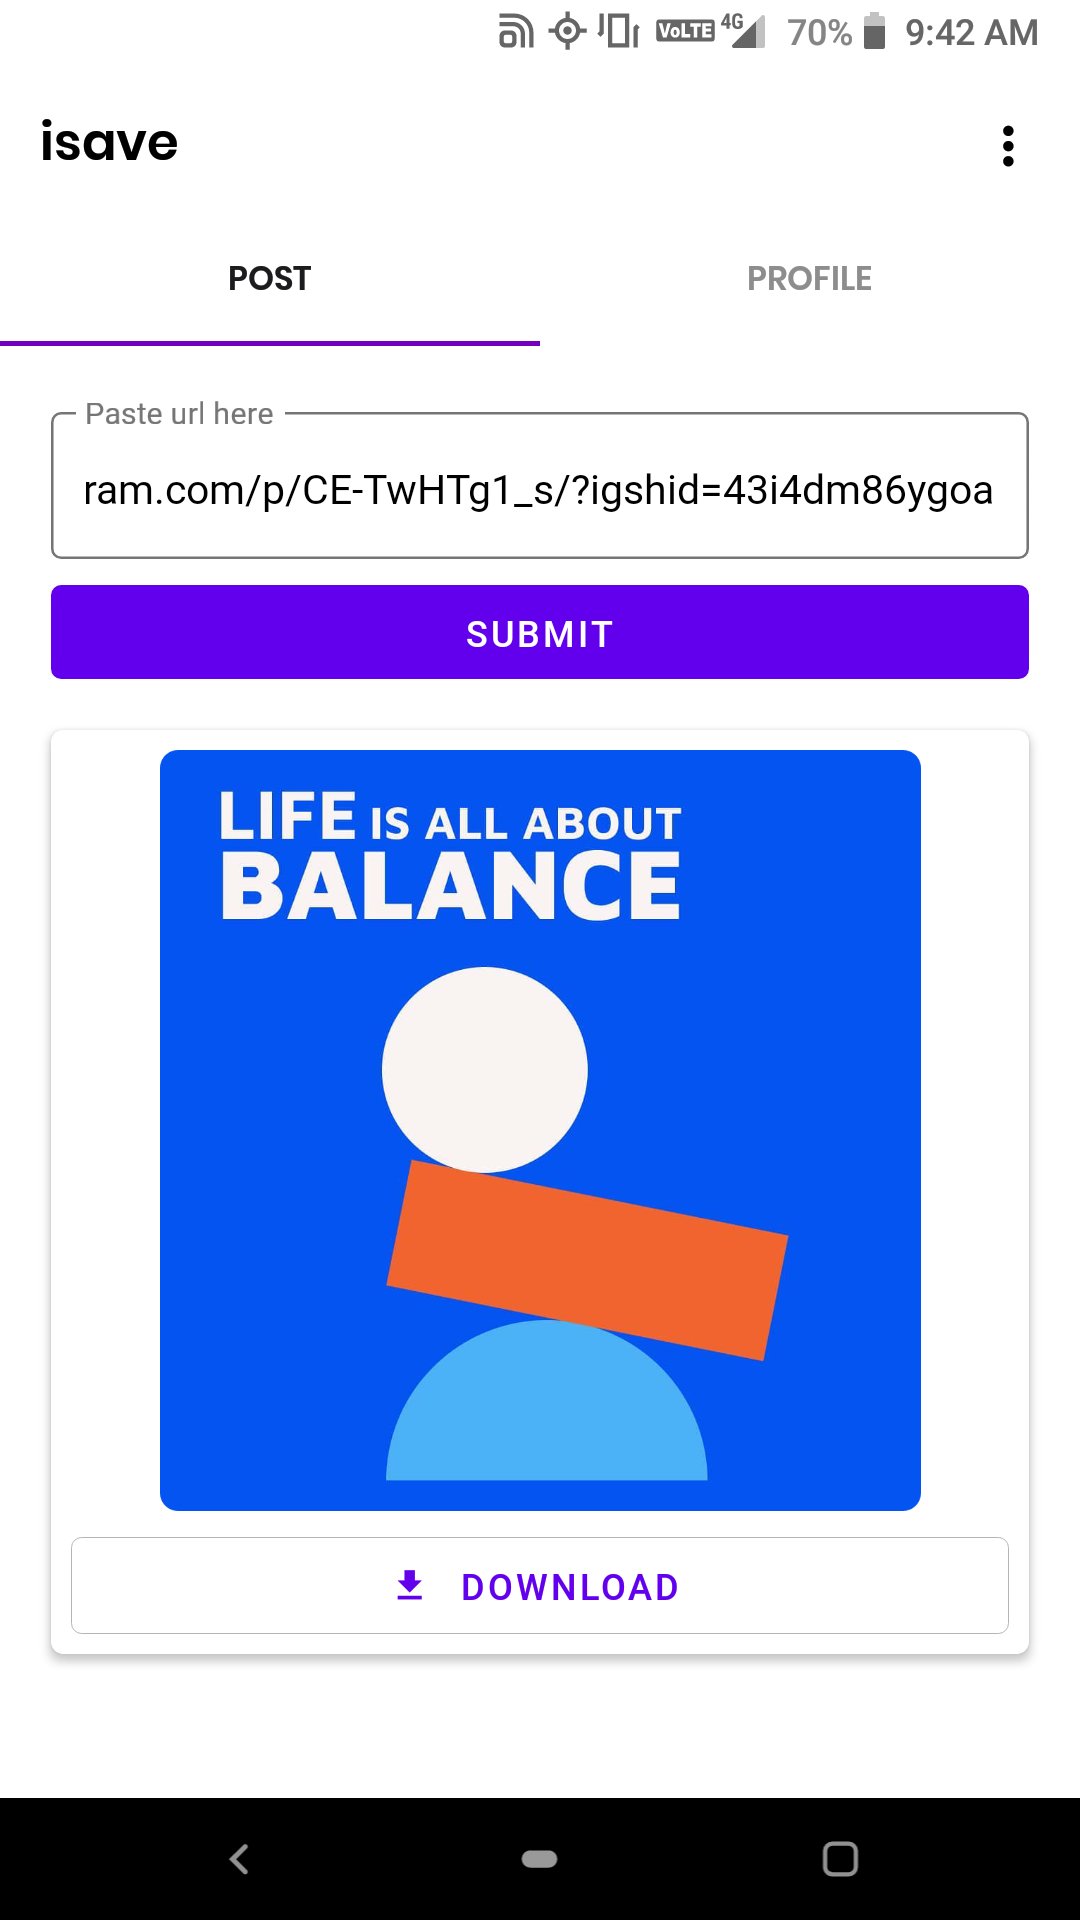 VoLTE 4G 70% 9:42 AM
isave
POST PROFILE
Paste url here
ram.com/p/CE-TwHTg1_s/?igshid=43i4dm86ygoa
SUBMIT
LIFE IS ALL ABOUT
BALANCE
DOWNLOAD